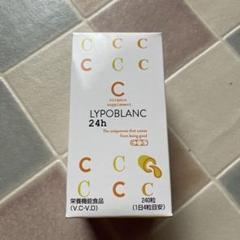 C C C C
C C C
C
vitamin
supplement
LYPOBLANC
24h
The uniqueness that comes
from being good
C C
C C C
栄養機能食品
(V.C・V.D)
240粒
(1日4粒目安)